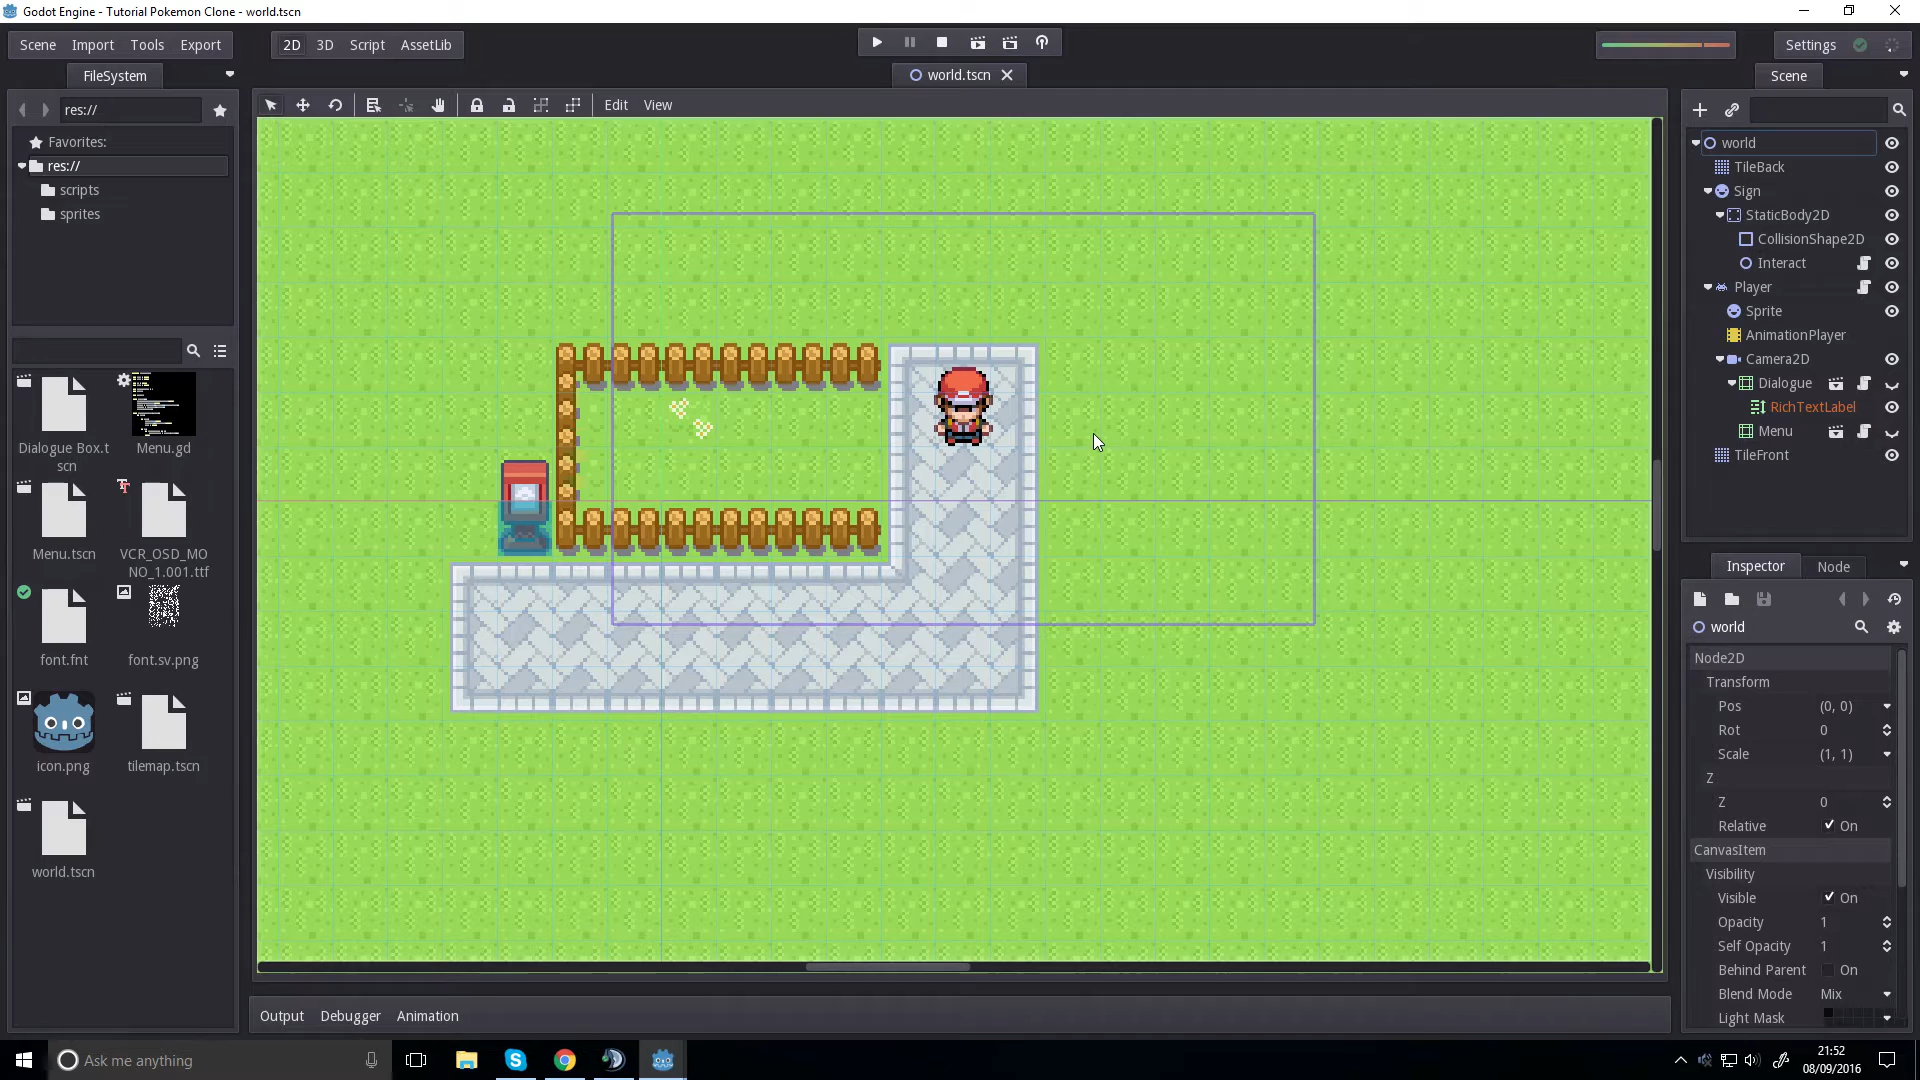 Godot Engine - Tutorial Pokemon Clone - world.tscn
Scene Import Tools Export
2D 3D Script AssetLib
Settings
FileSystem
world.tscn
Scene
res://
Edit View
Favorites:
res://
scripts
sprites
world
TileBack
Sign
StaticBody2D
CollisionShape2D
Interact
Player
Sprite
AnimationPlayer
Camera2D
Dialogue
RichTextLabel
Menu
TileFront
Dialogue Box.t
scn
Menu.gd
Menu.tscn
VCR_OSD_MO
NO_1.001.ttf
font.fnt
font.sv.png
icon.png
tilemap.tscn
world.tscn
Inspector Node
world
Node2D
Transform
Pos (0, 0)
Rot 0
Scale (1, 1)
Z
Z 0
Relative On
CanvasItem
Visibility
Visible On
Opacity 1
Self Opacity 1
Behind Parent On
Blend Mode Mix
Light Mask
Output Debugger Animation
Ask me anything
21:52
08/09/2016